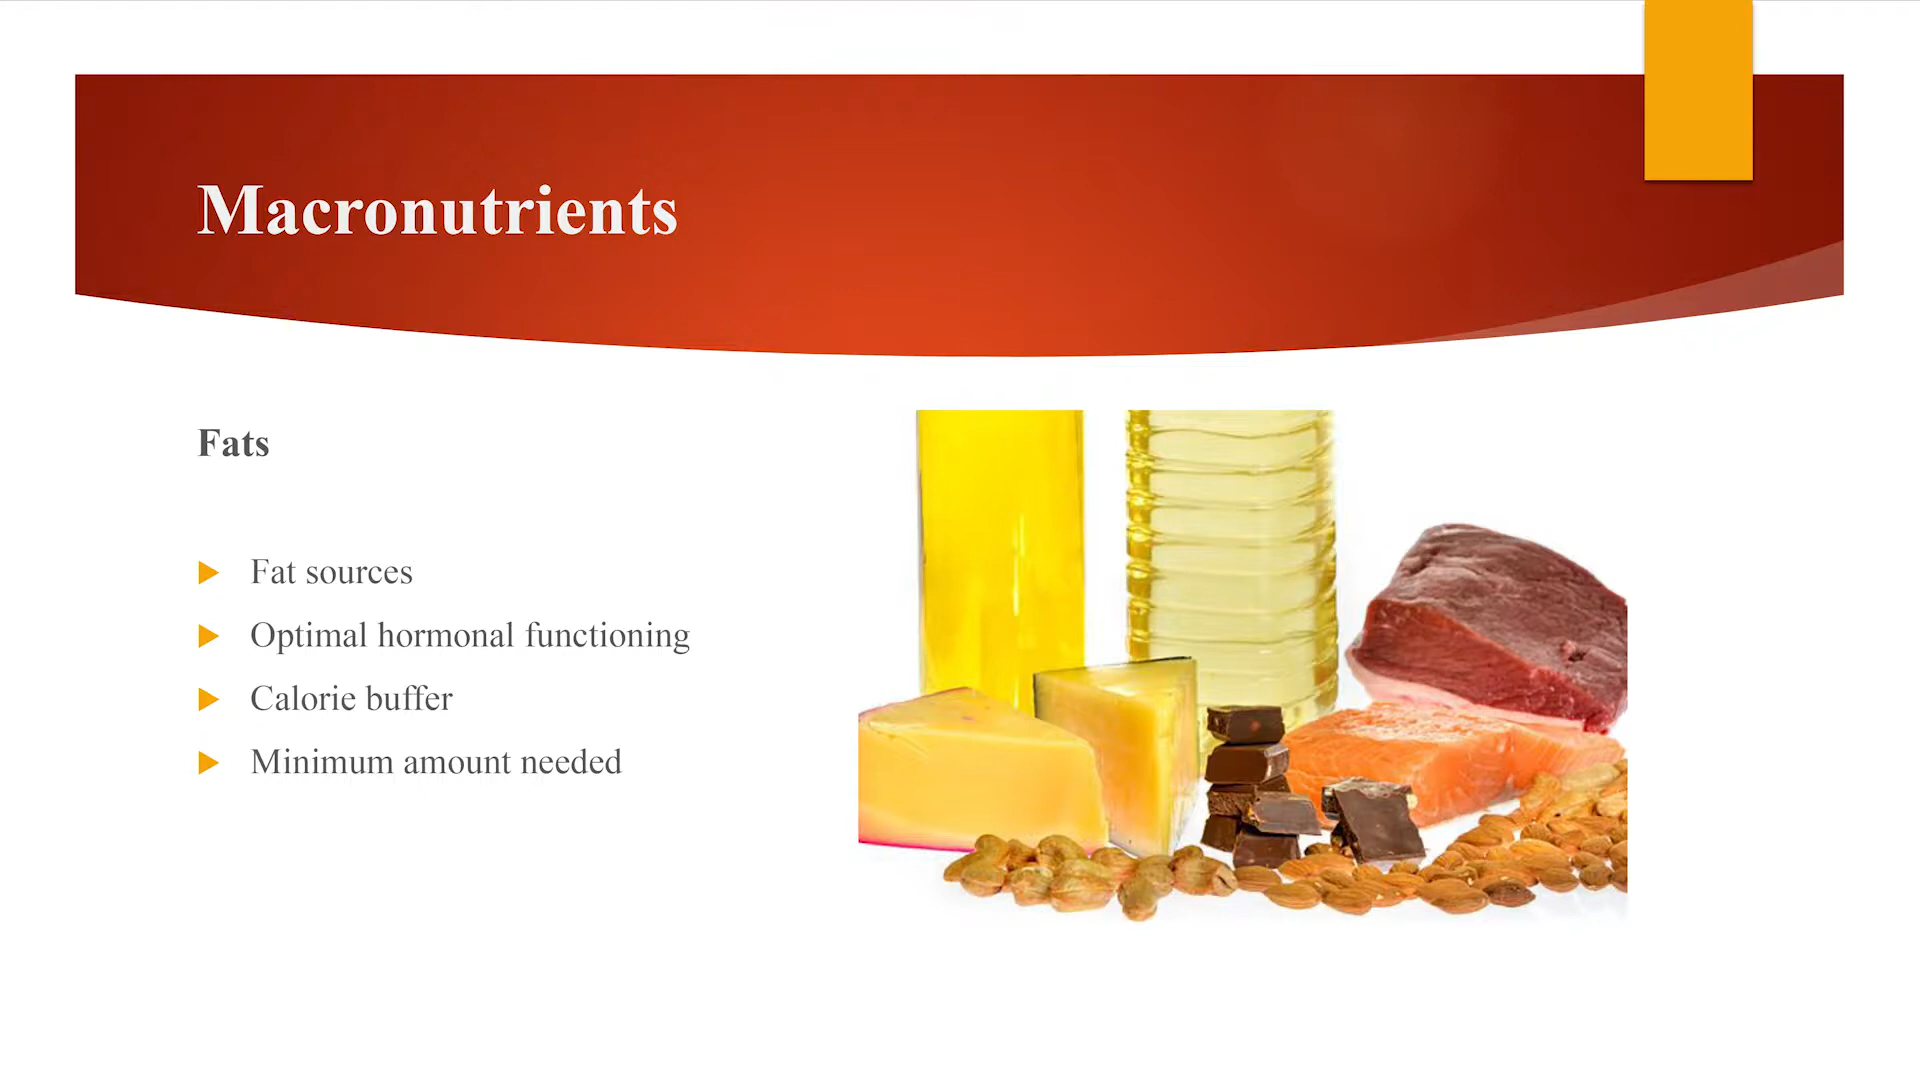 Macronutrients
Fats
Fat sources
Optimal hormonal functioning
Calorie buffer
Minimum amount needed